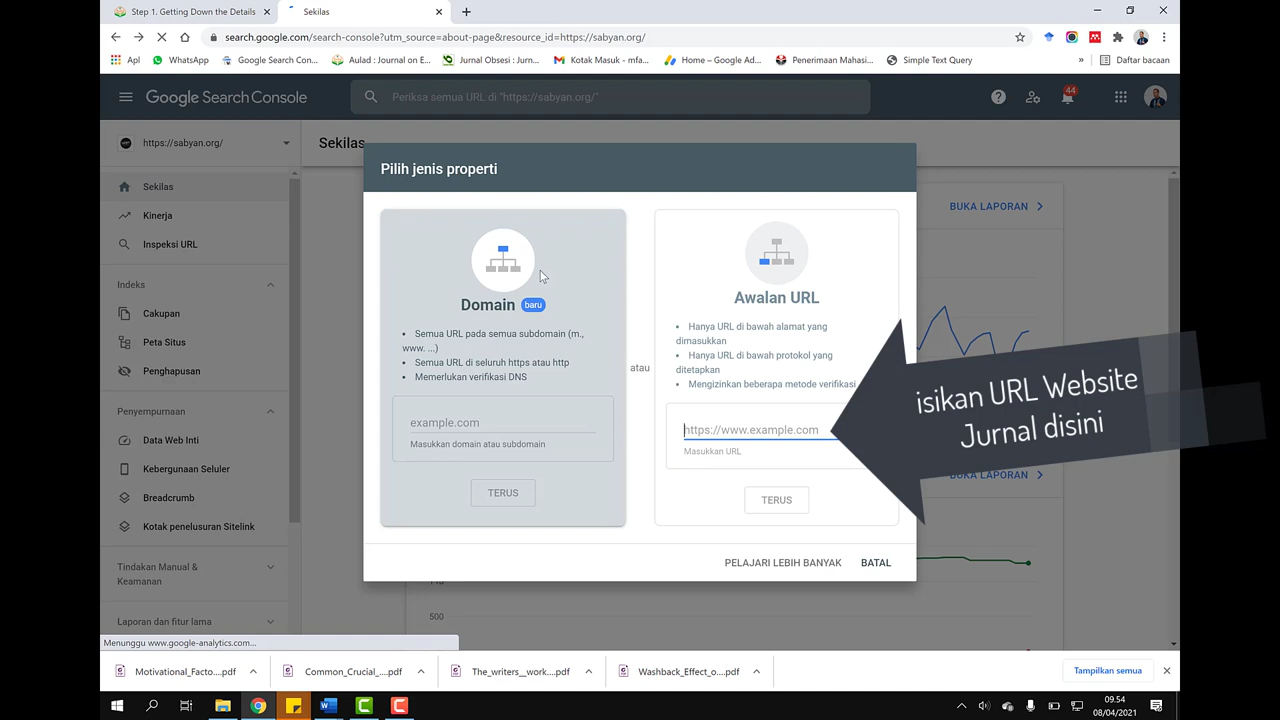 Step 1. Getting Down the Details
Sekilas
search.google.com/search-console?utm_source=about-page&resource_id=https://sabyan.org/
Apl
WhatsApp
Google Search Con...
Aulad : Journal on E...
Jurnal Obsesi : Jurn...
Kotak Masuk - mfa...
Home – Google Ad...
Penerimaan Mahasi...
Simple Text Query
»
Daftar bacaan
Google Search Console
Periksa semua URL di "https://sabyan.org/"
44
https://sabyan.org/
Sekilas
Sekilas
Kinerja
Inspeksi URL
Indeks
Cakupan
Peta Situs
Penghapusan
Penyempurnaan
Data Web Inti
Kebergunaan Seluler
Breadcrumb
Kotak penelusuran Sitelink
Tindakan Manual &
Keamanan
Laporan dan fitur lama
BUKA LAPORAN
BUKA LAPORAN
500
Pilih jenis properti
Domain baru
• Semua URL pada semua subdomain (m.,
www. ...)
• Semua URL di seluruh https atau http
• Memerlukan verifikasi DNS
example.com
Masukkan domain atau subdomain
TERUS
atau
Awalan URL
• Hanya URL di bawah alamat yang
dimasukkan
• Hanya URL di bawah protokol yang
ditetapkan
• Mengizinkan beberapa metode verifikasi
https://www.example.com
Masukkan URL
TERUS
isikan URL Website
Jurnal disini
PELAJARI LEBIH BANYAK
BATAL
Menunggu www.google-analytics.com...
Motivational_Facto....pdf
Common_Crucial_....pdf
The_writers__work....pdf
Washback_Effect_o....pdf
Tampilkan semua
09.54
08/04/2021